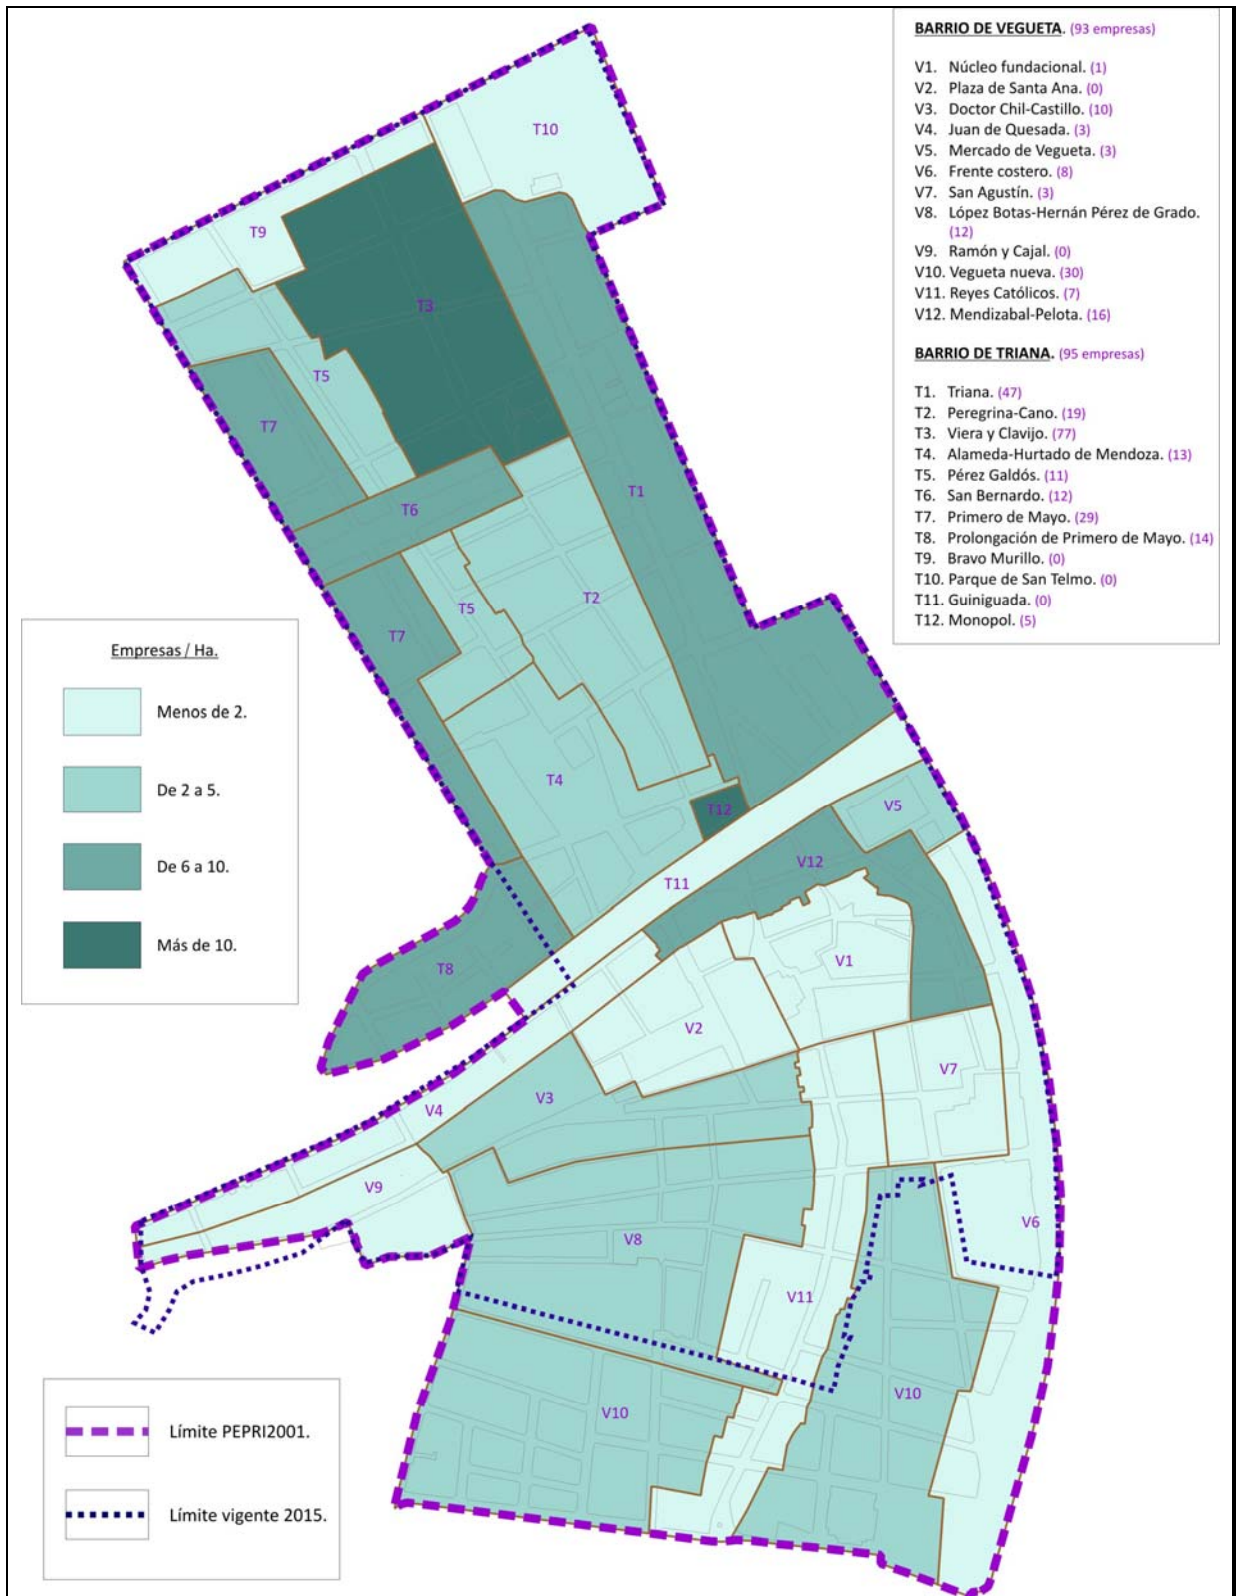 BARRIO DE VEGUETA. (93 empresas)
V1. Núcleo fundacional. (1)
V2. Plaza de Santa Ana. (0)
V3. Doctor Chil-Castillo. (10)
V4. Juan de Quesada. (3)
V5. Mercado de Vegueta. (3)
V6. Frente costero. (8)
V7. San Agustín. (3)
V8. López Botas-Hernán Pérez de Grado.
(12)
V9. Ramón y Cajal. (0)
V10. Vegueta nueva. (30)
V11. Reyes Católicos. (7)
V12. Mendizabal-Pelota. (16)
BARRIO DE TRIANA. (95 empresas)
T1. Triana. (47)
T2. Peregrina-Cano. (19)
T3. Viera y Clavijo. (77)
T4. Alameda-Hurtado de Mendoza. (13)
T5. Pérez Galdós. (11)
T6. San Bernardo. (12)
T7. Primero de Mayo. (29)
T8. Prolongación de Primero de Mayo. (14)
T9. Bravo Murillo. (0)
T10. Parque de San Telmo. (0)
T11. Guiniguada. (0)
T12. Monopol. (5)
T10
T9
T3
T5
T7
T1
T6
T2
T5
T7
T4
T12
V5
V12
T11
V1
T8
V2
V7
V3
V4
V9
V6
V8
V11
V10
V10
Empresas / Ha.
Menos de 2.
De 2 a 5.
De 6 a 10.
Más de 10.
Límite PEPRI2001.
Límite vigente 2015.